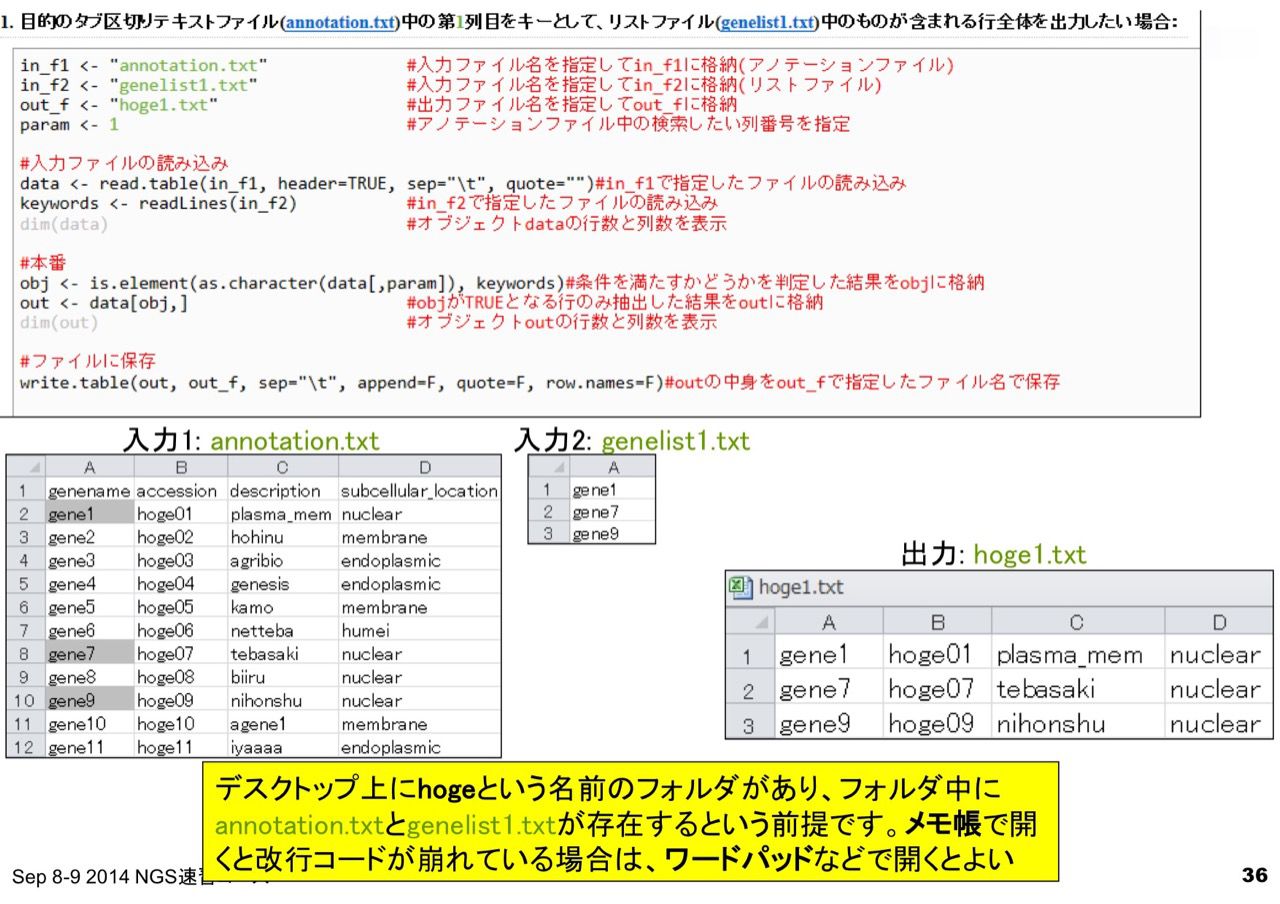 1. 目的のタブ区切りテキストファイル(annotation.txt)中の第1列目をキーとして、リストファイル(genelist1.txt)中のものが含まれる行全体を出力したい場合:
in_f1 <- "annotation.txt" #入力ファイル名を指定してin_f1に格納(アノテーションファイル)
in_f2 <- "genelist1.txt" #入力ファイル名を指定してin_f2に格納(リストファイル)
out_f <- "hoge1.txt" #出力ファイル名を指定してout_fに格納
param <- 1 #アノテーションファイル中の検索したい列番号を指定
#入力ファイルの読み込み
data <- read.table(in_f1, header=TRUE, sep="\t", quote="")#in_f1で指定したファイルの読み込み
keywords <- readLines(in_f2) #in_f2で指定したファイルの読み込み
dim(data) #オブジェクトdataの行数と列数を表示
#本番
obj <- is.element(as.character(data[,param]), keywords)#条件を満たすかどうかを判定した結果をobjに格納
out <- data[obj,] #objがTRUEとなる行のみ抽出した結果をoutに格納
dim(out) #オブジェクトoutの行数と列数を表示
#ファイルに保存
write.table(out, out_f, sep="\t", append=F, quote=F, row.names=F)#outの中身をout_fで指定したファイル名で保存
入力1: annotation.txt
A B C D
1 genename accession description subcellular_location
2 gene1 hoge01 plasma_mem nuclear
3 gene2 hoge02 hohinu membrane
4 gene3 hoge03 agribio endoplasmic
5 gene4 hoge04 genesis endoplasmic
6 gene5 hoge05 kamo membrane
7 gene6 hoge06 netteba humei
8 gene7 hoge07 tebasaki nuclear
9 gene8 hoge08 biiru nuclear
10 gene9 hoge09 nihonshu nuclear
11 gene10 hoge10 agene1 membrane
12 gene11 hoge11 iyaaaa endoplasmic
入力2: genelist1.txt
A
1 gene1
2 gene7
3 gene9
出力: hoge1.txt
hoge1.txt
A B C D
1 gene1 hoge01 plasma_mem nuclear
2 gene7 hoge07 tebasaki nuclear
3 gene9 hoge09 nihonshu nuclear
デスクトップ上にhogeという名前のフォルダがあり、フォルダ中に
annotation.txtとgenelist1.txtが存在するという前提です。メモ帳で開
くと改行コードが崩れている場合は、ワードパッドなどで開くとよい
Sep 8-9 2014 NGS速
36